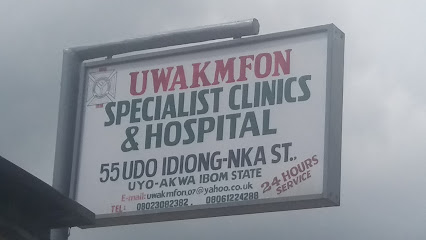 UWAKMFON
SPECIALIST CLINICS
& HOSPITAL
55 UDO IDIONG-NKA ST.,
UYO-AKWA IBOM STATE
E-mail:uwakmfon07@yahoo.co.uk
TEL: 08023082382, 08061224288
24 HOURS
SERVICE